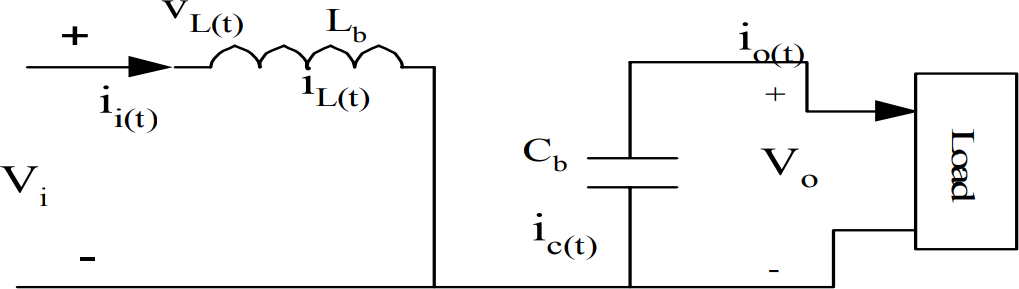 +
vL(t)
Lb
ii(t)
iL(t)
Vi
-
Cb
ic(t)
io(t)
+
Vo
-
Load